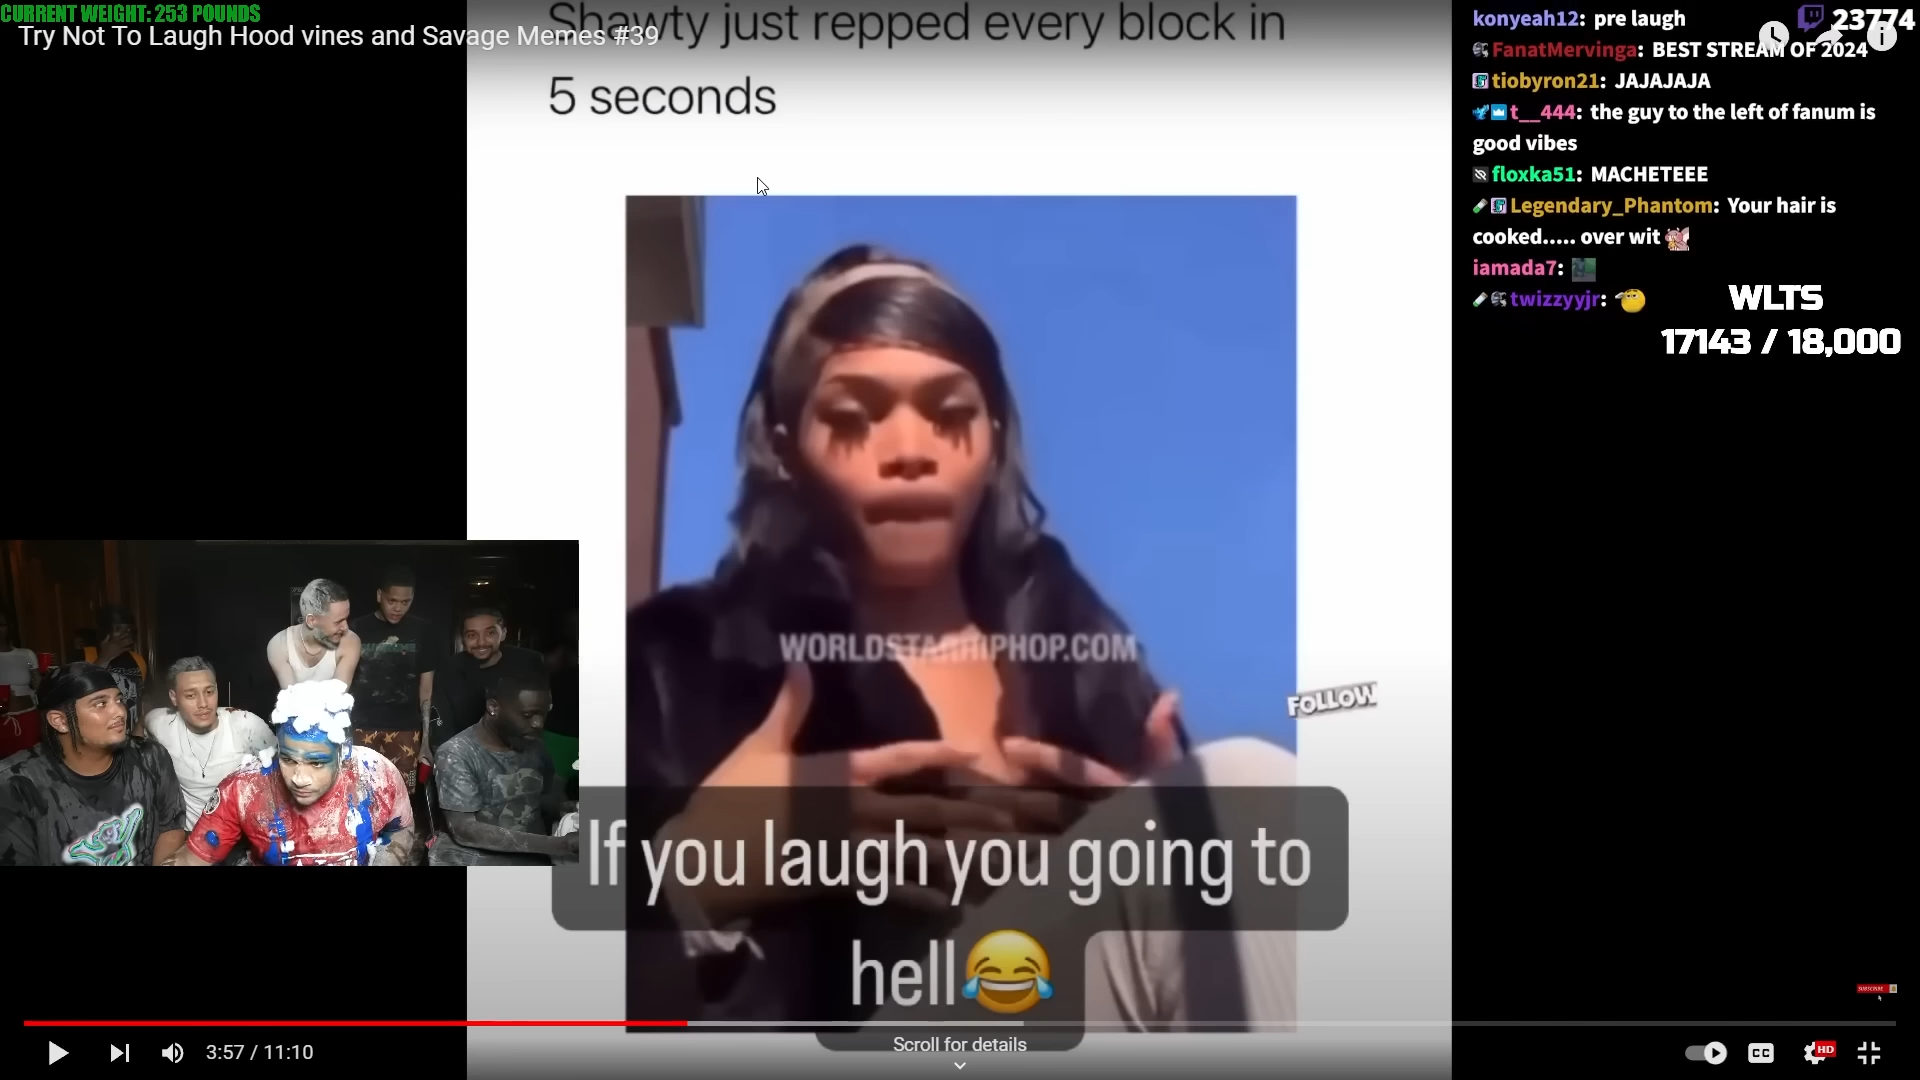 CURRENT WEIGHT: 253 POUNDS
Try Not To Laugh Hood vines and Savage Memes #39
Shawty just repped every block in
5 seconds
WORLDSTARHIPHOP.COM
FOLLOW
If you laugh you going to
hell😂
Scroll for details
3:57 / 11:10
CC
HD
SUBSCRIBE
konyeah12: pre laugh
23774
FanatMervinga: BEST STREAM OF 2024
tiobyron21: JAJAJAJA
t__444: the guy to the left of fanum is
good vibes
floxka51: MACHETEEE
Legendary_Phantom: Your hair is
cooked..... over wit
iamada7:
twizzyyjr:
WLTS
17143 / 18,000